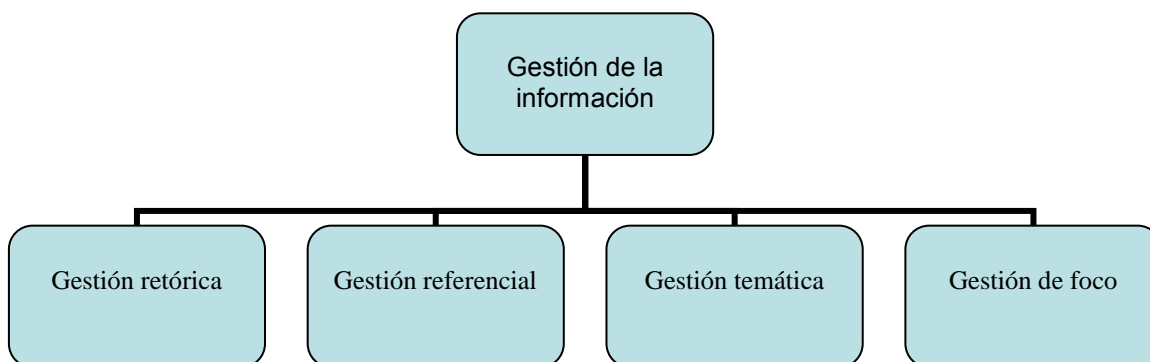 Gestión de la
información
Gestión retórica
Gestión referencial
Gestión temática
Gestión de foco